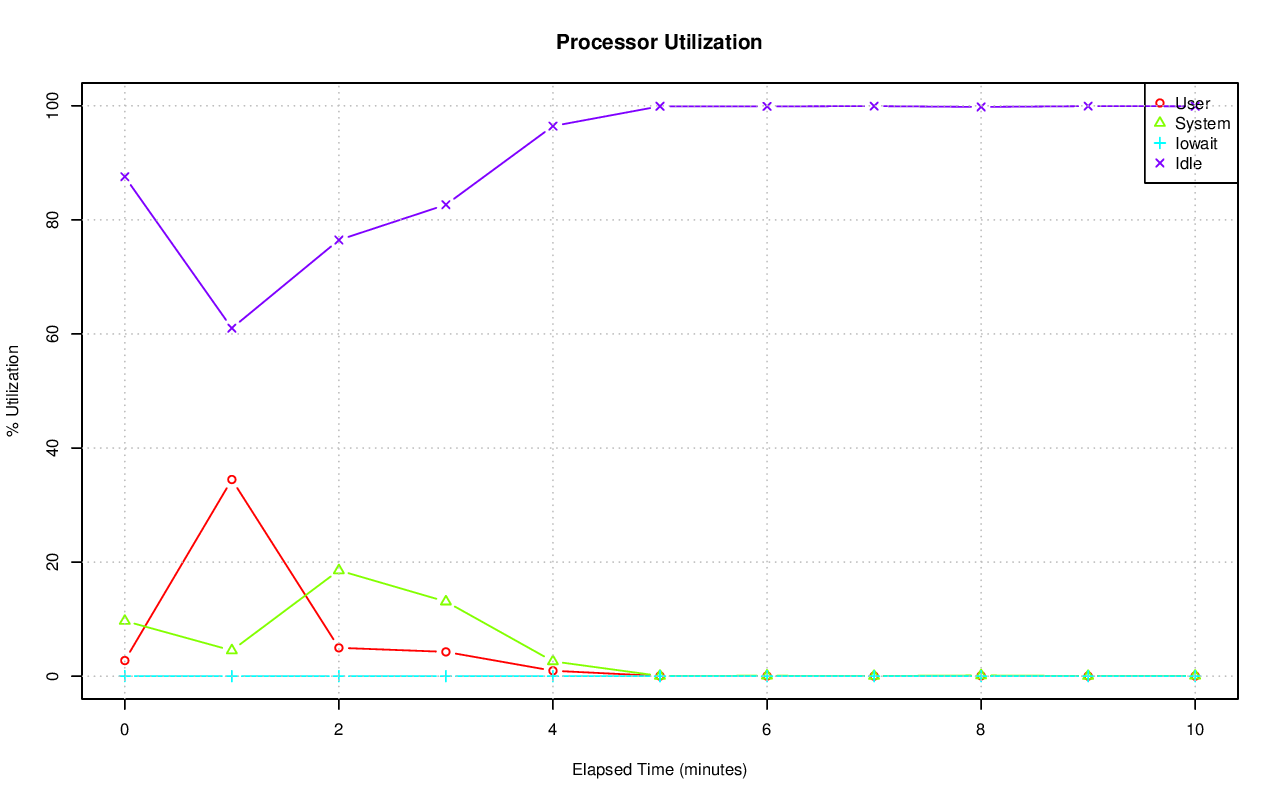 Processor Utilization
100
80
60
40
20
0
% Utilization
User
System
Iowait
Idle
0 2 4 6 8 10
Elapsed Time (minutes)